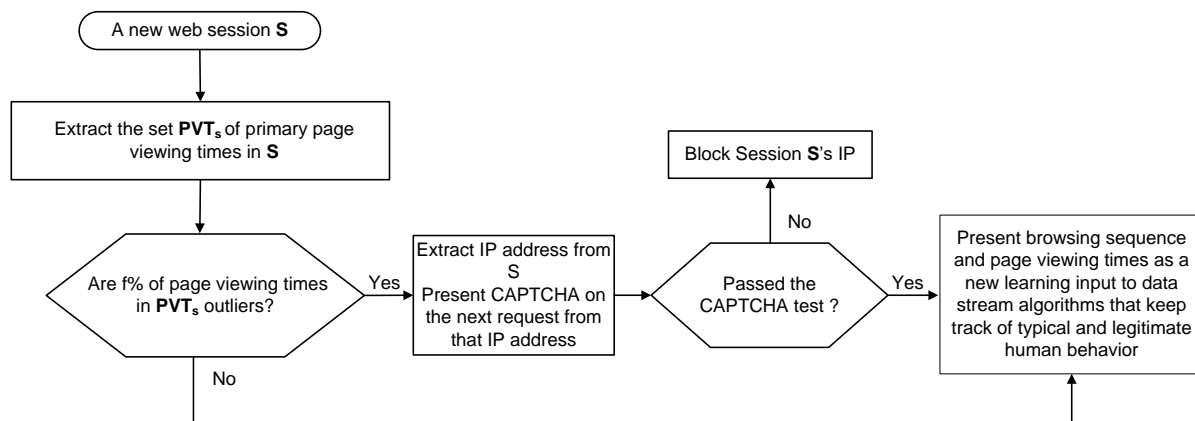 A new web session S
Extract the set PVTs of primary page
viewing times in S
Are f% of page viewing times
in PVTs outliers?
Yes
No
Extract IP address from
S
Present CAPTCHA on
the next request from
that IP address
Block Session S's IP
No
Passed the
CAPTCHA test ?
Yes
Present browsing sequence
and page viewing times as a
new learning input to data
stream algorithms that keep
track of typical and legitimate
human behavior